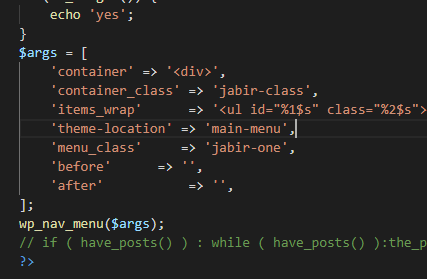 echo 'yes';
}
$args = [
'container' => '<div>',
'container_class' => 'jabir-class',
'items_wrap' => '<ul id="%1$s" class="%2$s">
'theme-location' => 'main-menu',
'menu_class' => 'jabir-one',
'before' => '',
'after' => '',
];
wp_nav_menu($args);
// if ( have_posts() ) : while ( have_posts() ):the_p
?>